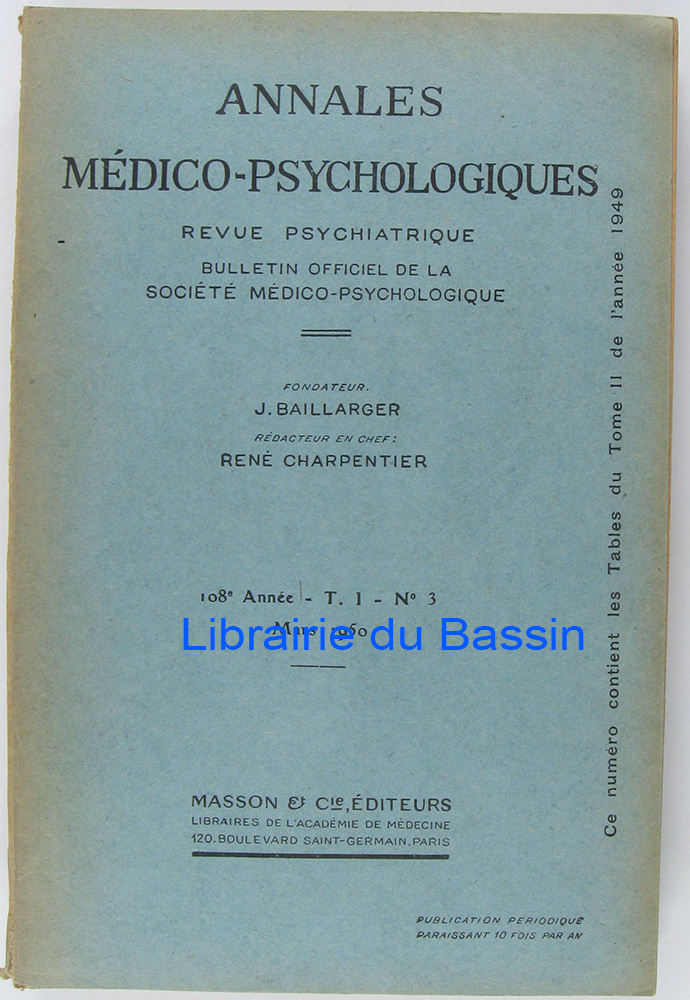 ANNALES
MÉDICO-PSYCHOLOGIQUES
REVUE PSYCHIATRIQUE
BULLETIN OFFICIEL DE LA
SOCIÉTÉ MÉDICO-PSYCHOLOGIQUE
FONDATEUR.
J. BAILLARGER
RÉDACTEUR EN CHEF:
RENÉ CHARPENTIER
108e Année - T. I - No 3
Mars 1950
Librairie du Bassin
MASSON & Cie, ÉDITEURS
LIBRAIRES DE L'ACADÉMIE DE MÉDECINE
120, BOULEVARD SAINT-GERMAIN, PARIS
PUBLICATION PERIODIQUE
PARAISSANT 10 FOIS PAR AN
Ce numéro contient les Tables du Tome II de l'année 1949